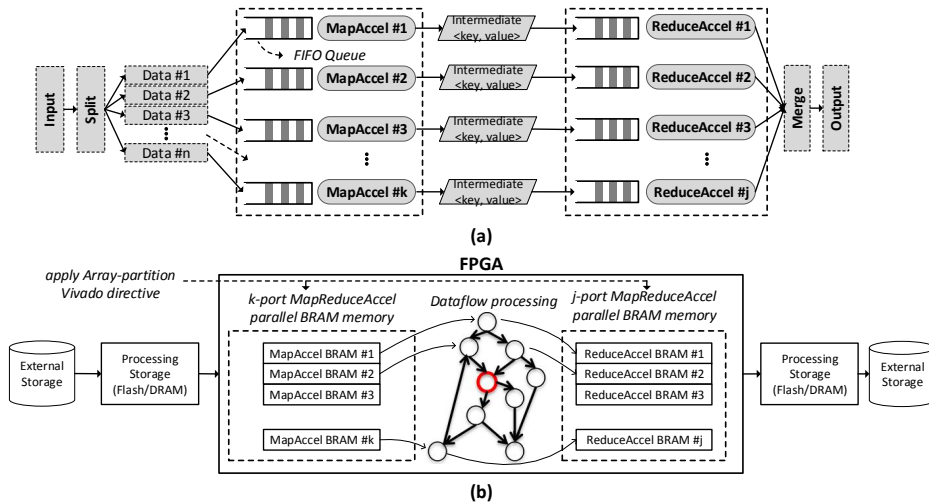 Input
Split
Data #1
Data #2
Data #3
Data #n
FIFO Queue
MapAccel #1
MapAccel #2
MapAccel #3
MapAccel #k
Intermediate
<key, value>
Intermediate
<key, value>
Intermediate
<key, value>
Intermediate
<key, value>
ReduceAccel #1
ReduceAccel #2
ReduceAccel #3
ReduceAccel #j
Merge
Output
(a)
FPGA
apply Array-partition
Vivado directive
k-port MapReduceAccel
parallel BRAM memory
Dataflow processing
j-port MapReduceAccel
parallel BRAM memory
External
Storage
Processing
Storage
(Flash/DRAM)
MapAccel BRAM #1
MapAccel BRAM #2
MapAccel BRAM #3
MapAccel BRAM #k
ReduceAccel BRAM #1
ReduceAccel BRAM #2
ReduceAccel BRAM #3
ReduceAccel BRAM #j
Processing
Storage
(Flash/DRAM)
External
Storage
(b)